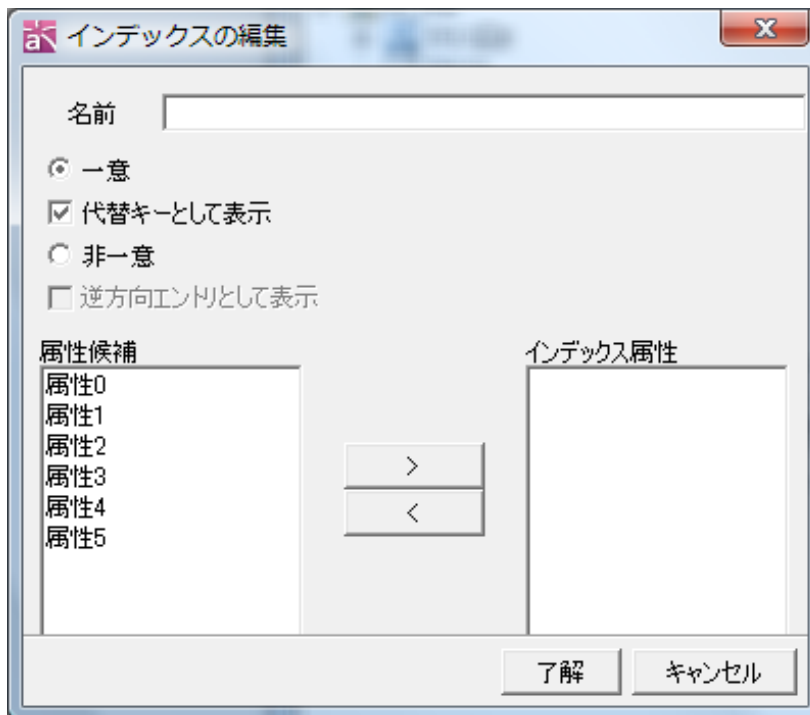 インデックスの編集
名前
一意
代替キーとして表示
非一意
逆方向エントリとして表示
属性候補
インデックス属性
属性0
属性1
属性2
属性3
属性4
属性5
>
<
了解
キャンセル